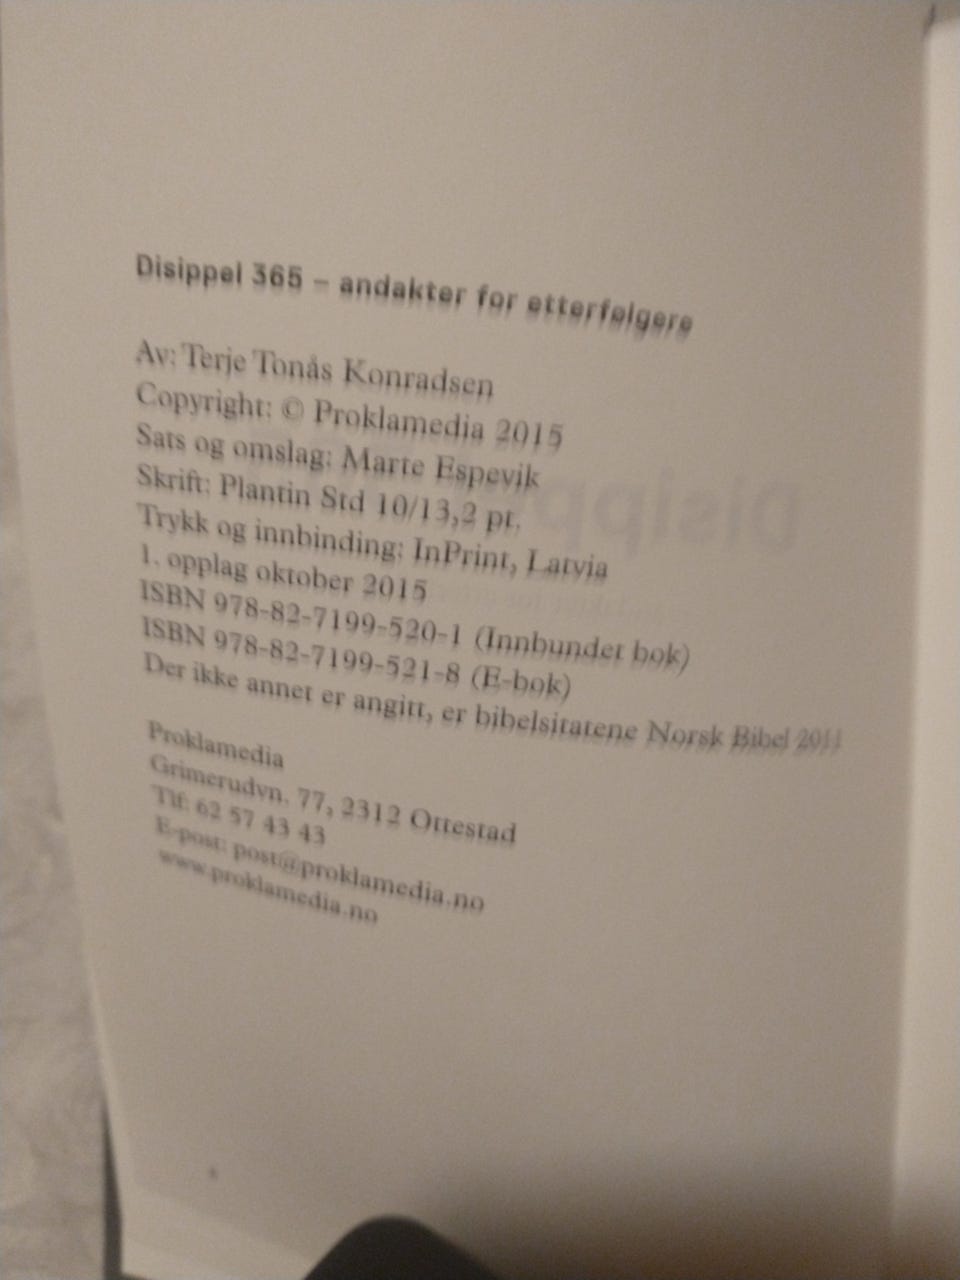 Disippel 365 – andakter for etterfølgere
Av: Terje Tonås Konradsen
Copyright: © Proklamedia 2015
Sats og omslag: Marte Espevik
Skrift: Plantin Std 10/13,2 pt.
Trykk og innbinding: InPrint, Latvia
1. opplag oktober 2015
ISBN 978-82-7199-520-1 (Innbundet bok)
ISBN 978-82-7199-521-8 (E-bok)
Der ikke annet er angitt, er bibelsitatene Norsk Bibel 2011
Proklamedia
Grimerudvn. 77, 2312 Ottestad
Tlf: 62 57 43 43
E-post: post@proklamedia.no
www.proklamedia.no